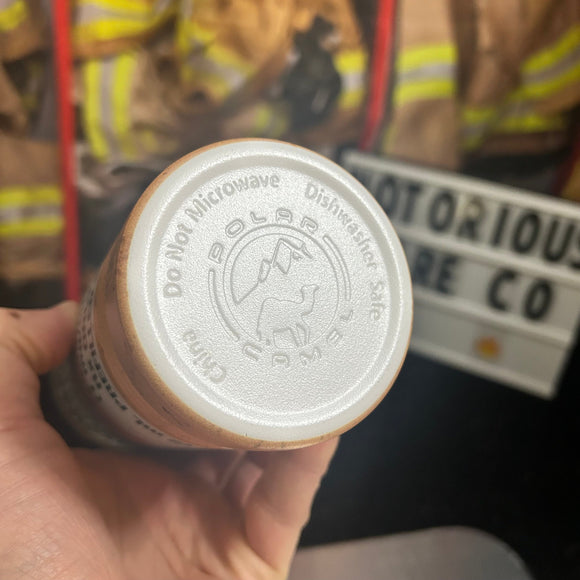 Do Not Microwave
Dishwasher Safe
POLAR
CAMEL
China
NOTORIOUS
RE CO